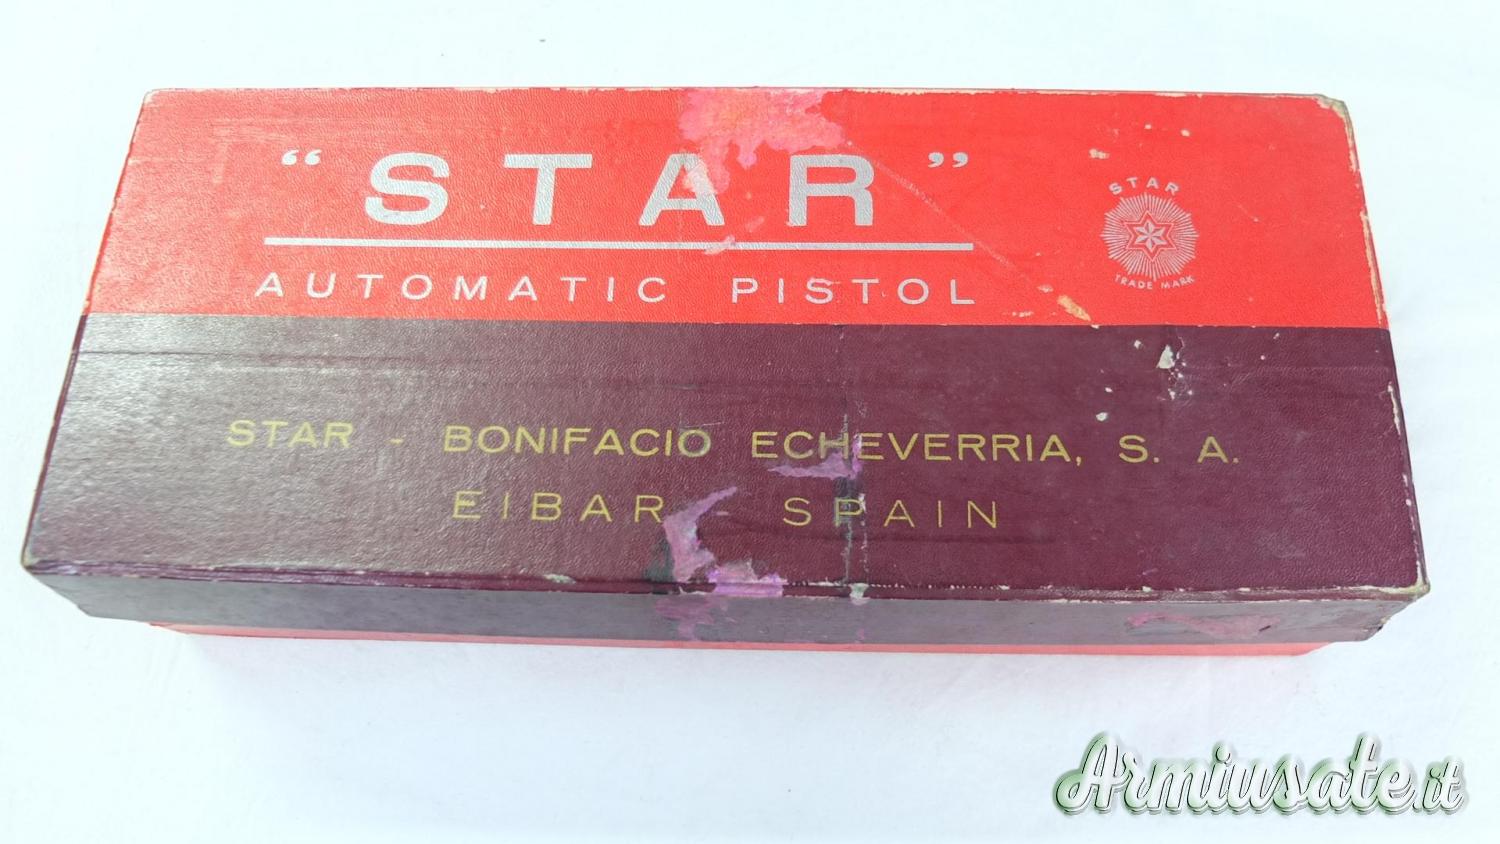 “STAR”
AUTOMATIC PISTOL
STAR
TRADE MARK
STAR - BONIFACIO ECHEVERRIA, S. A.
EIBAR - SPAIN
Armiusate.it